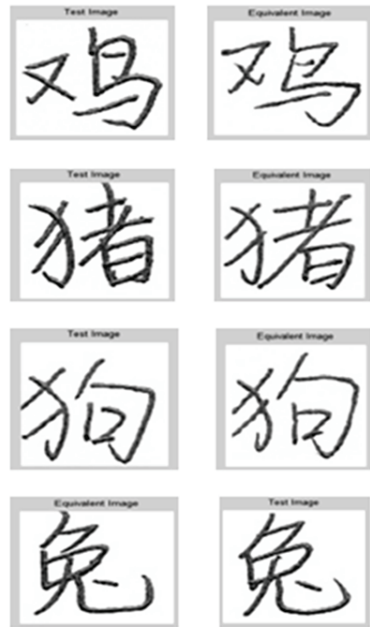 Test Image Equivalent Image
鸡 鸡
Test Image Equivalent Image
猪 猪
Test Image Equivalent Image
狗 狗
Equivalent Image Test Image
兔 兔